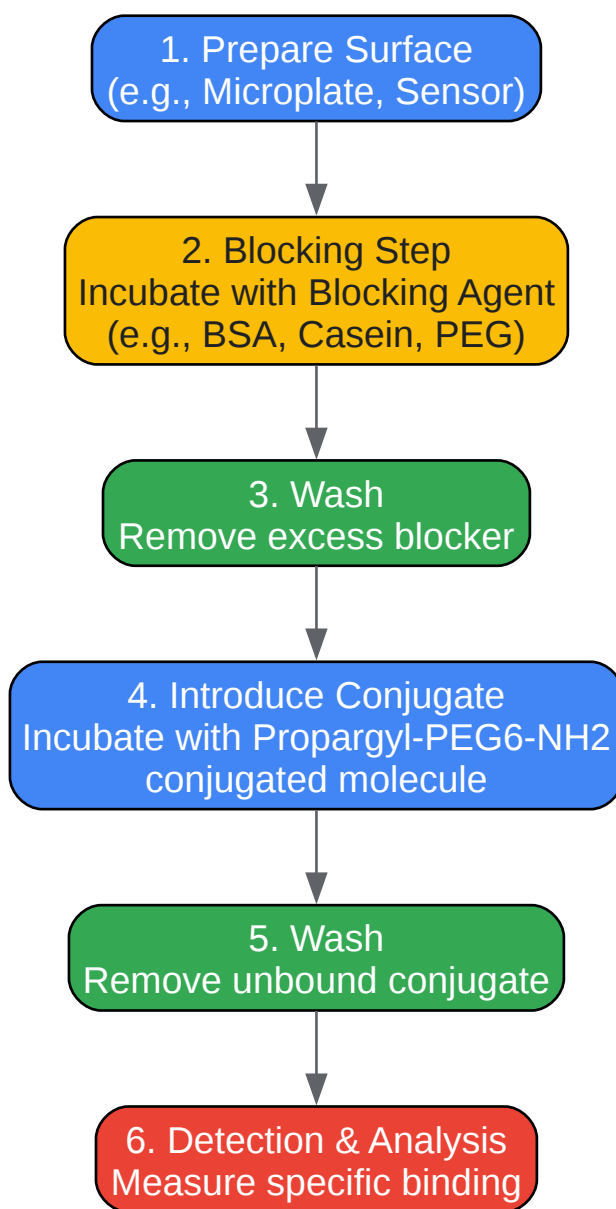 1. Prepare Surface
(e.g., Microplate, Sensor)
2. Blocking Step
Incubate with Blocking Agent
(e.g., BSA, Casein, PEG)
3. Wash
Remove excess blocker
4. Introduce Conjugate
Incubate with Propargyl-PEG6-NH2
conjugated molecule
5. Wash
Remove unbound conjugate
6. Detection & Analysis
Measure specific binding